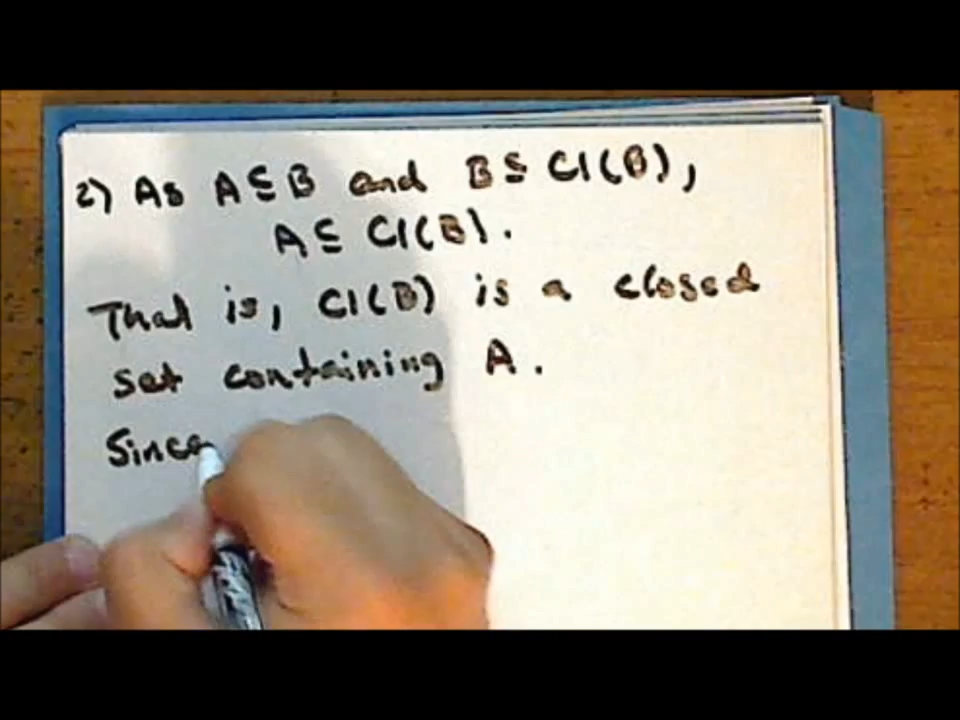 2) As A⊆B and B⊆Cl(B),
A⊆ Cl(B).
That is, Cl(B) is a closed
set containing A.
Since